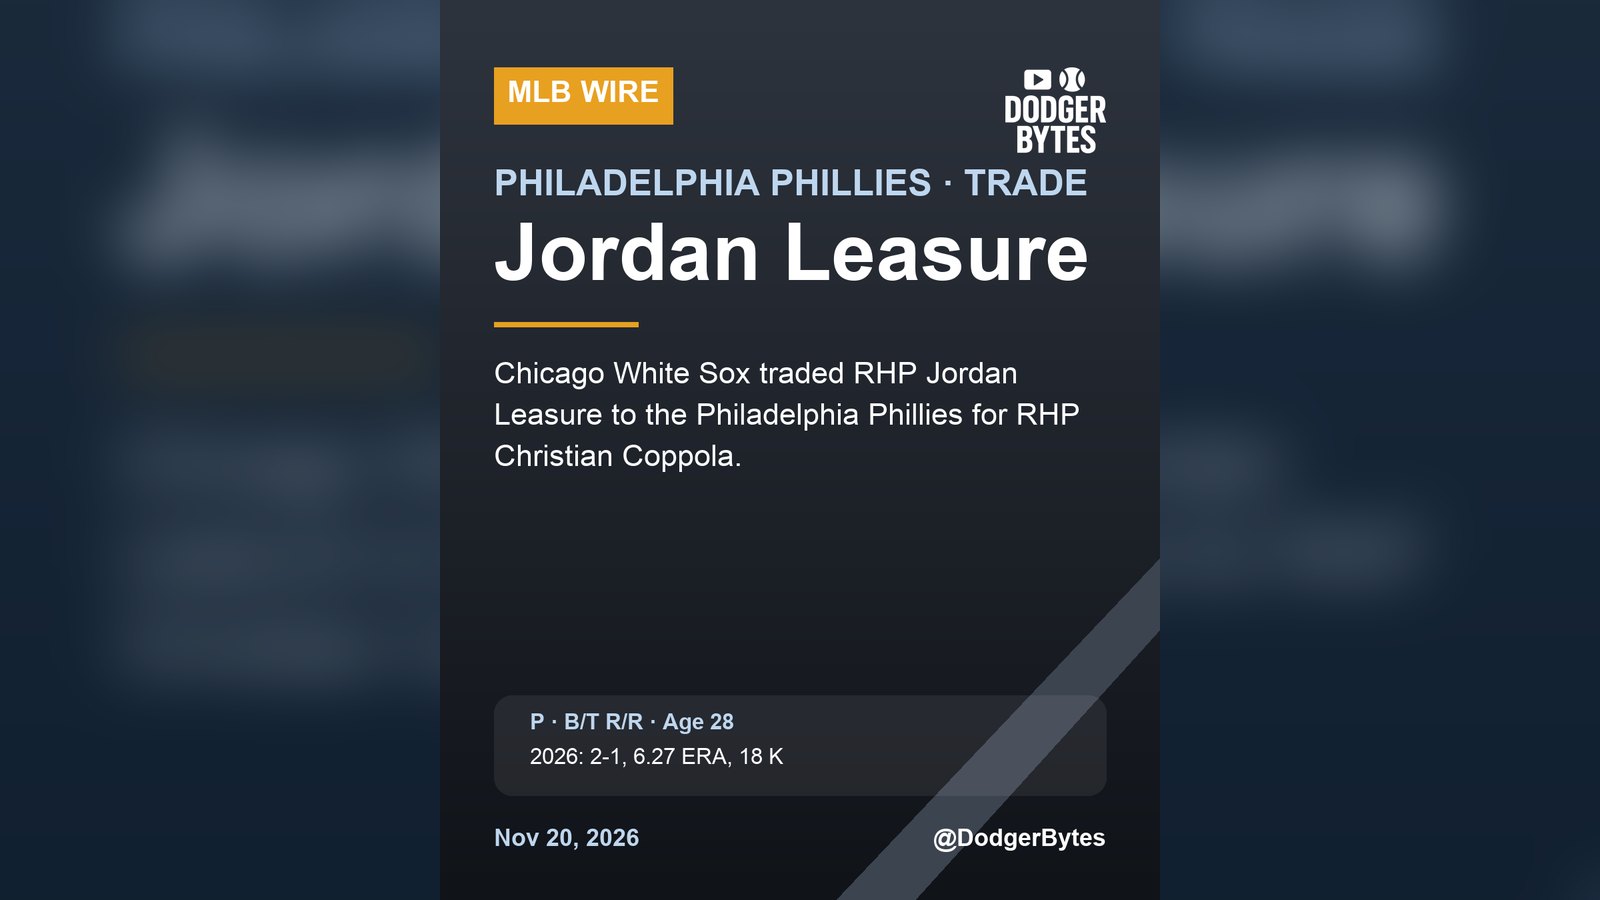 MLB WIRE
DODGER
BYTES
PHILADELPHIA PHILLIES · TRADE
Jordan Leasure
Chicago White Sox traded RHP Jordan
Leasure to the Philadelphia Phillies for RHP
Christian Coppola.
P · B/T R/R · Age 28
2026: 2-1, 6.27 ERA, 18 K
Nov 20, 2026
@DodgerBytes